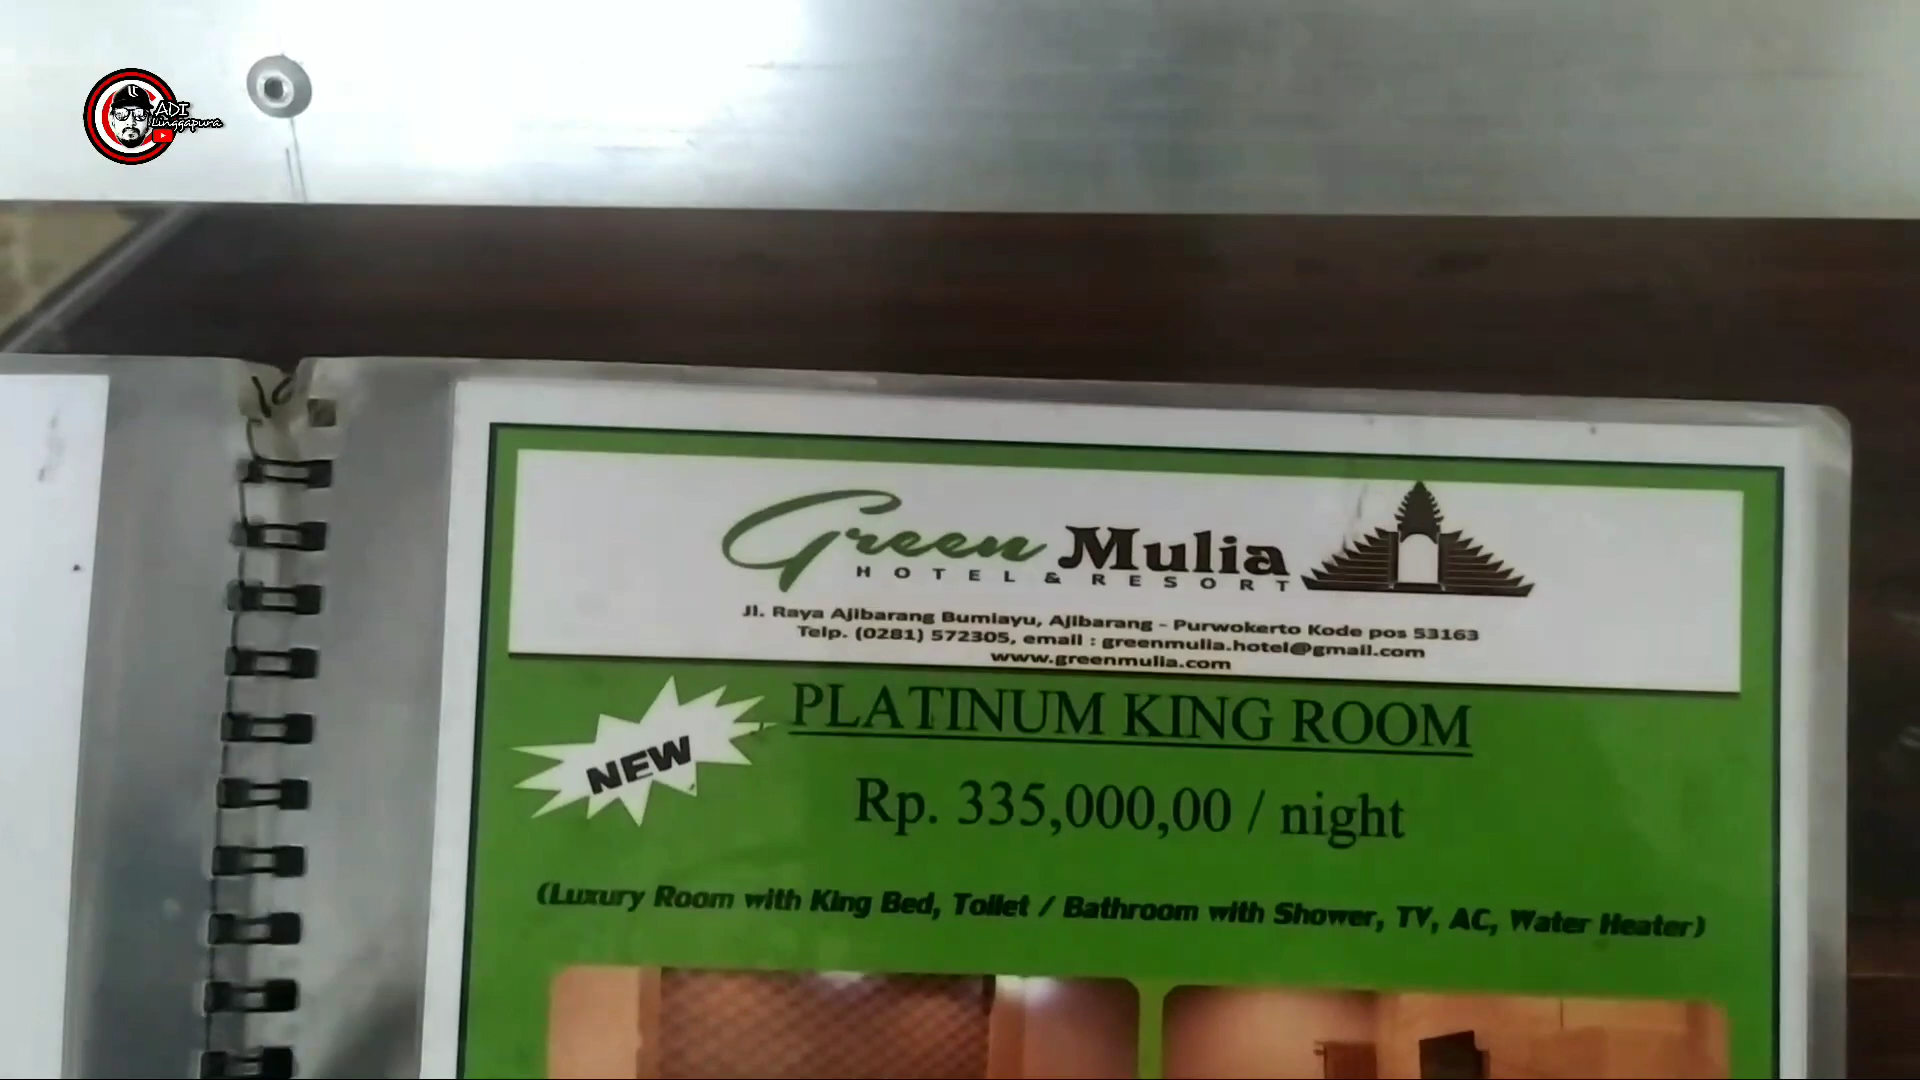 ADI
Linggapura
Green Mulia
HOTEL & RESORT
Jl. Raya Ajibarang Bumiayu, Ajibarang - Purwokerto Kode pos 53163
Telp. (0281) 572305, email : greenmulia.hotel@gmail.com
www.greenmulia.com
NEW
PLATINUM KING ROOM
Rp. 335,000,00 / night
(Luxury Room with King Bed, Toilet / Bathroom with Shower, TV, AC, Water Heater)